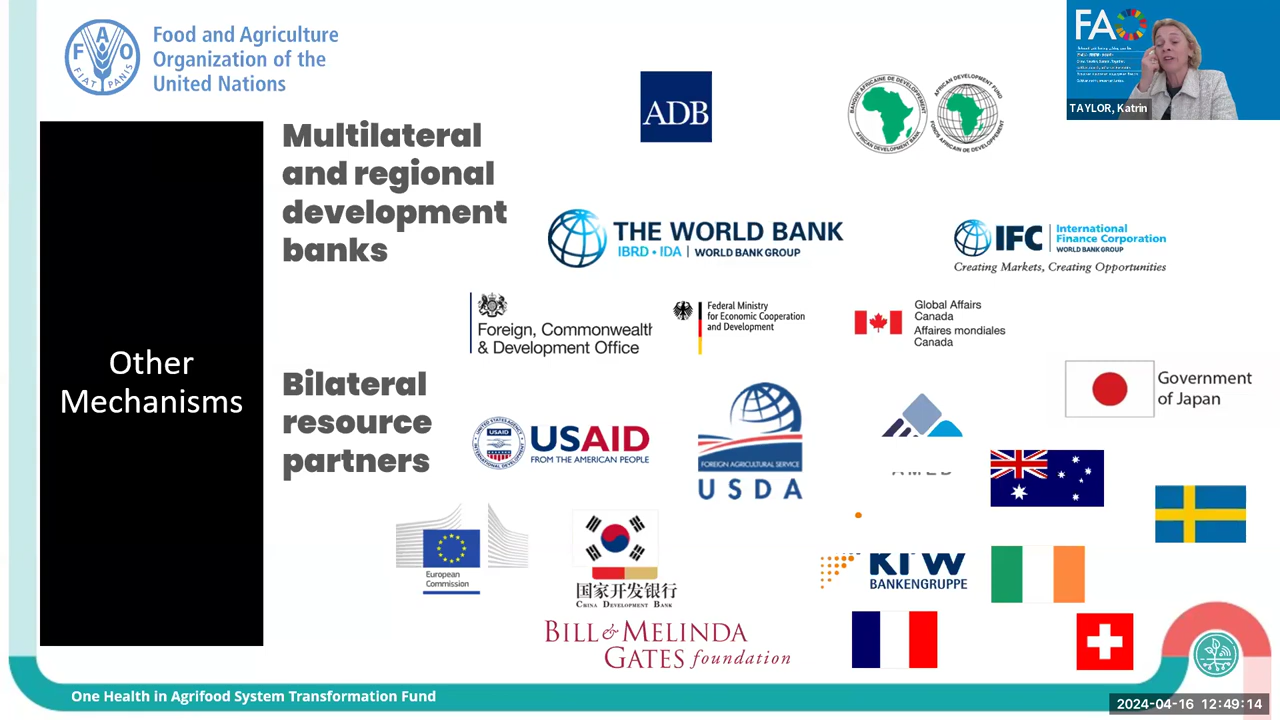 Food and Agriculture
Organization of the
United Nations
F A O
FIAT PANIS
FAO
TAYLOR, Katrin
ADB
BANQUE AFRICAINE DE DEVELOPPEMENT
AFRICAN DEVELOPMENT BANK
AFRICAN DEVELOPMENT FUND
FONDS AFRICAIN DE DEVELOPPEMENT
Multilateral
and regional
development
banks
THE WORLD BANK
IBRD • IDA | WORLD BANK GROUP
IFC
International
Finance Corporation
WORLD BANK GROUP
Creating Markets, Creating Opportunities
Other
Mechanisms
Foreign, Commonwealth
& Development Office
Federal Ministry
for Economic Cooperation
and Development
Global Affairs
Canada
Affaires mondiales
Canada
Government
of Japan
Bilateral
resource
partners
USAID
USAID
FROM THE AMERICAN PEOPLE
FOREIGN AGRICULTURAL SERVICE
USDA
AMED
European
Commission
国家开发银行
China Development Bank
KFW
BANKENGRUPPE
BILL & MELINDA
GATES foundation
One Health in Agrifood System Transformation Fund
2024-04-16 12:49:14